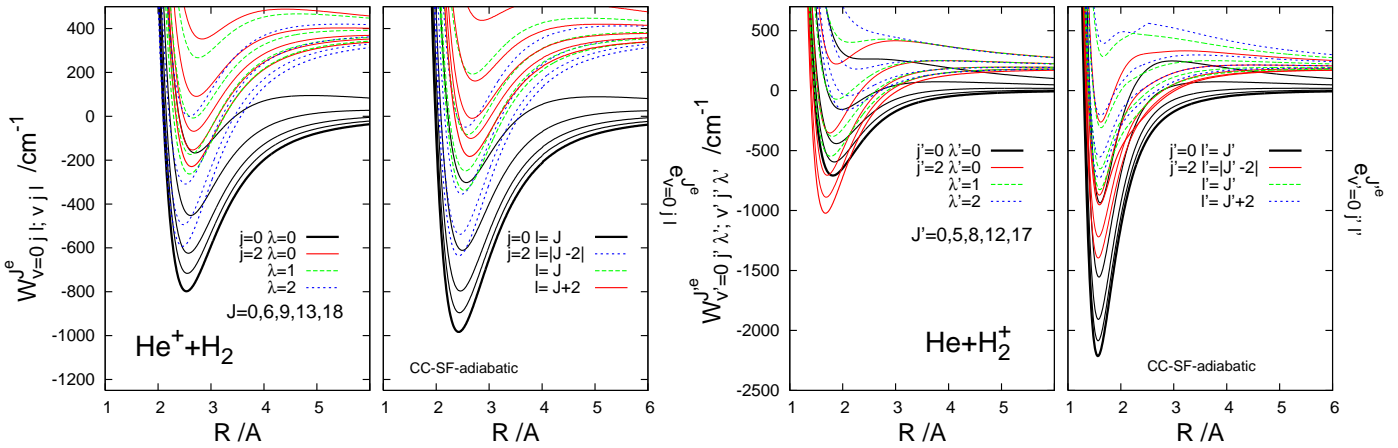 400
200
0
-200
-400
-600
-800
-1000
-1200
W^{J^e}_{v=0 j l; v j l} /cm^{-1}
j=0 λ=0
j=2 λ=0
λ=1
λ=2
J=0,6,9,13,18
He^+ +H_2
1 2 3 4 5
R /A
j=0 l= J
j=2 l=|J -2|
l= J
l= J+2
CC-SF-adiabatic
1 2 3 4 5 6
R /A
e^{J^e}_{v=0 j l}
500
0
-500
-1000
-1500
-2000
-2500
W^{J'^e}_{v'=0 j' λ'; v' j' λ'} /cm^{-1}
j'=0 λ'=0
j'=2 λ'=0
λ'=1
λ'=2
J'=0,5,8,12,17
He+H_2^+
1 2 3 4 5
R /A
j'=0 l'= J'
j'=2 l'=|J' -2|
l'= J'
l'= J'+2
CC-SF-adiabatic
1 2 3 4 5 6
R /A
e^{J'^e}_{v'=0 j' l'}